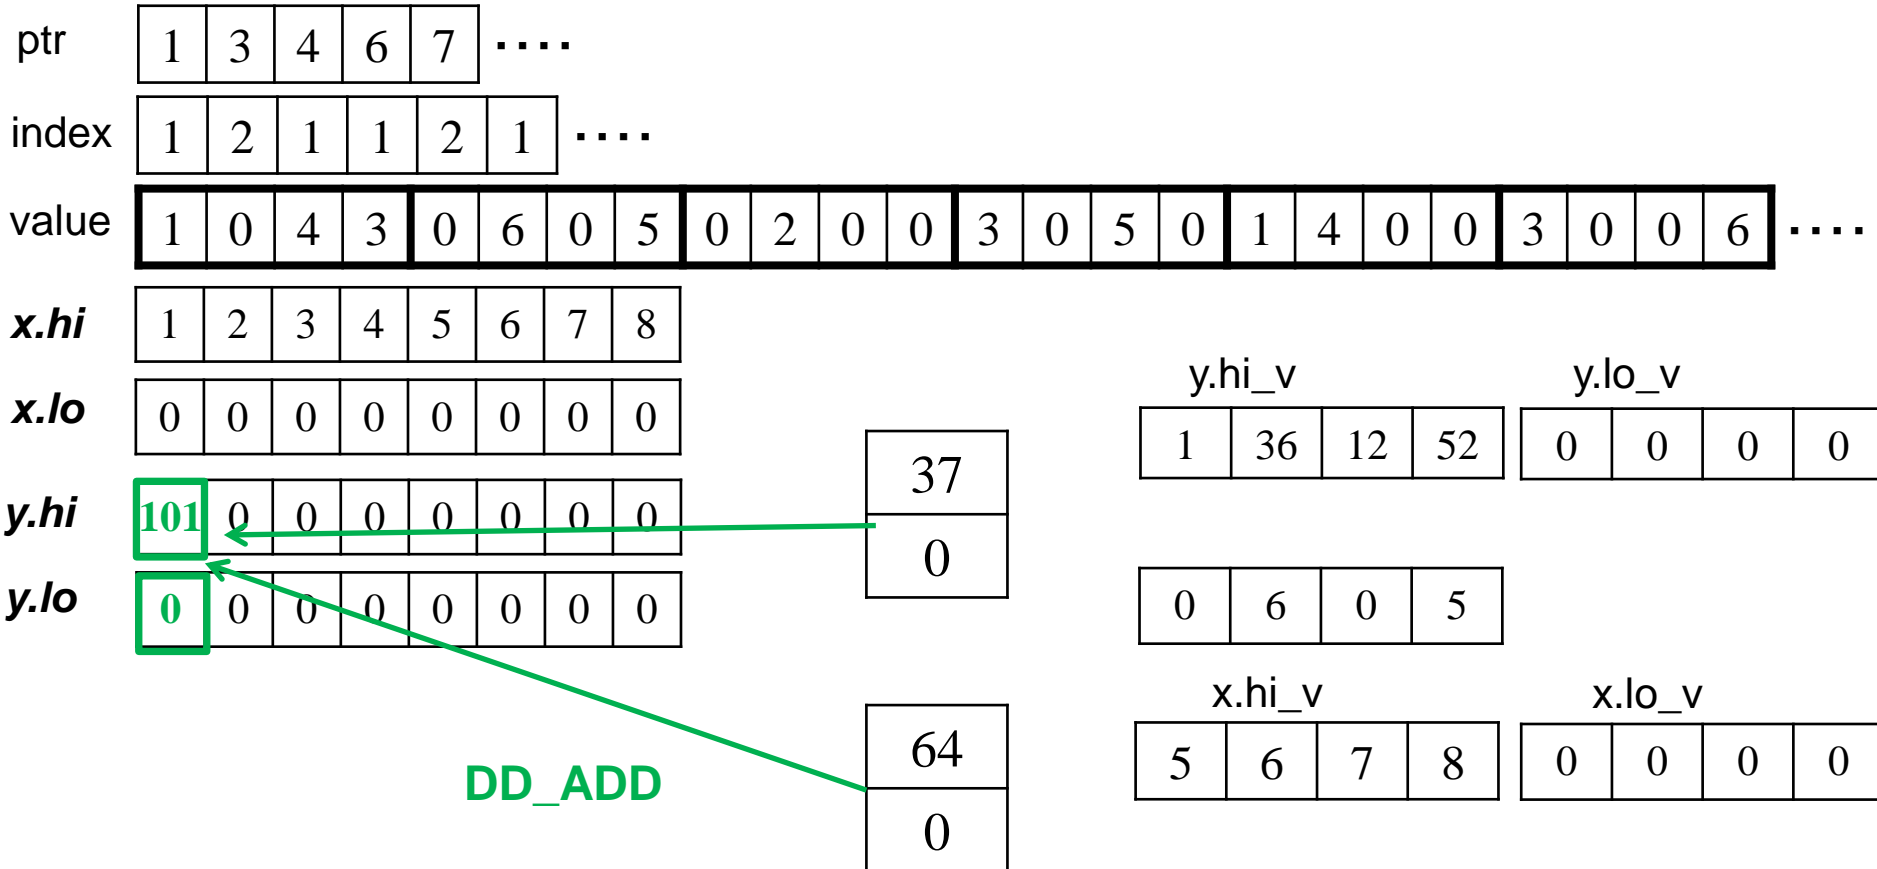 ptr 1 3 4 6 7 ....
index 1 2 1 1 2 1 ....
value 1 0 4 3 0 6 0 5 0 2 0 0 3 0 5 0 1 4 0 0 3 0 0 6 ....
x.hi 1 2 3 4 5 6 7 8
y.hi_v y.lo_v
x.lo 0 0 0 0 0 0 0 0
1 36 12 52 0 0 0 0
37
y.hi 101 0 0 0 0 0 0 0
0
y.lo 0 0 0 0 0 0 0 0
0 6 0 5
x.hi_v x.lo_v
64
5 6 7 8 0 0 0 0
DD_ADD
0